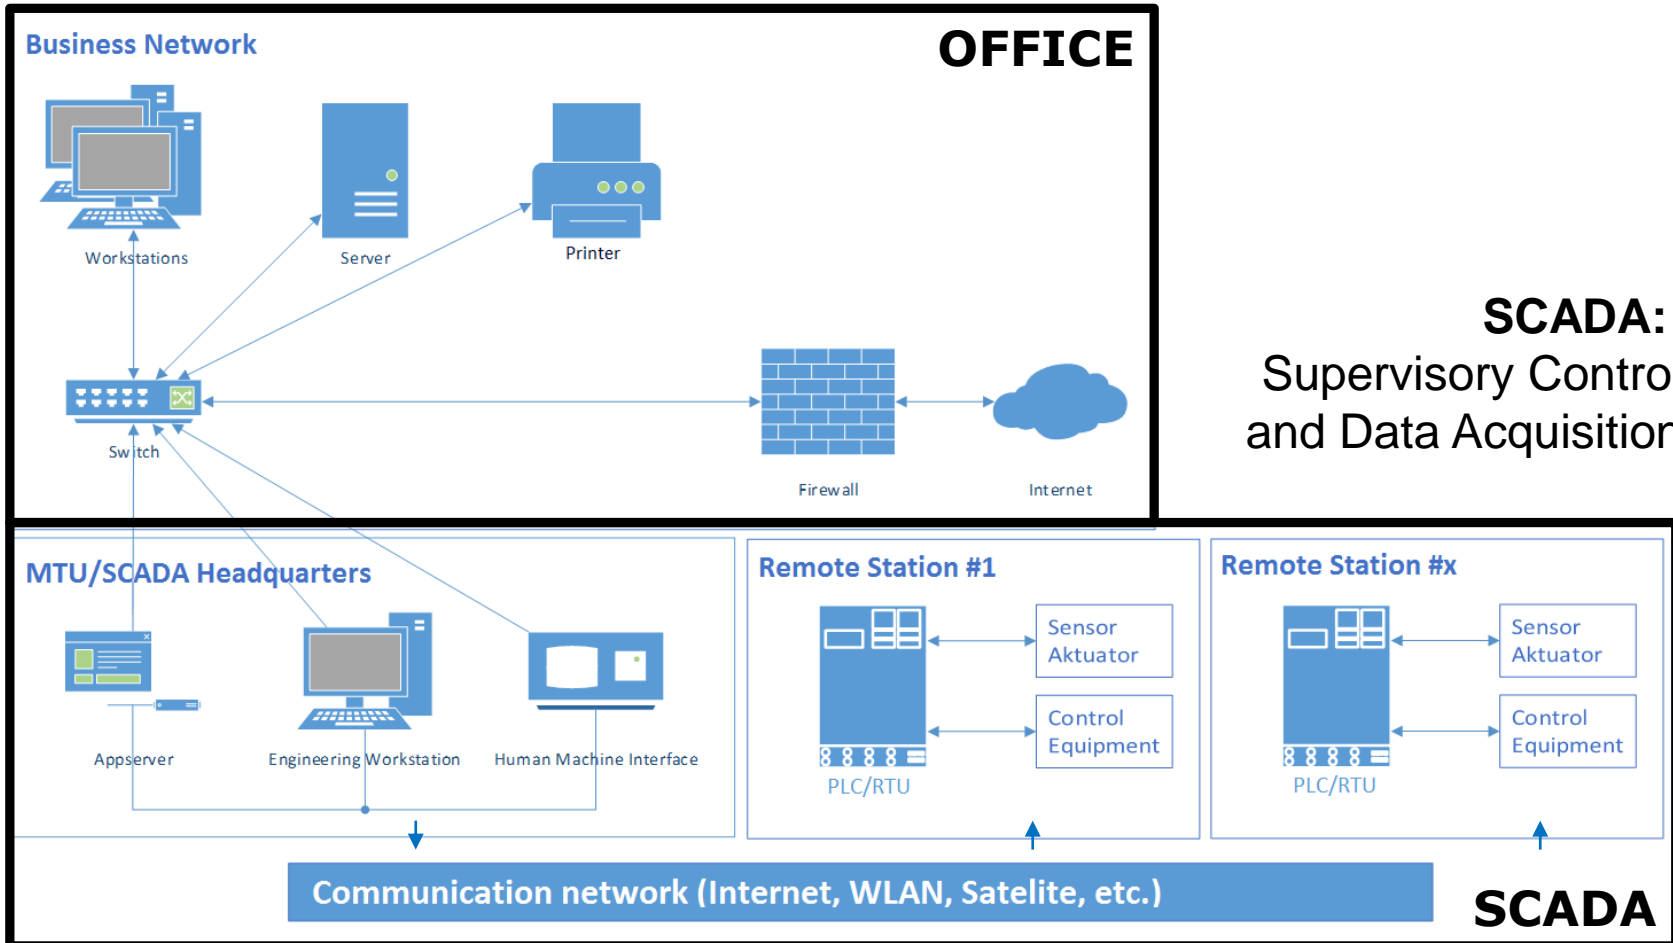 Business Network
OFFICE
Workstations
Server
Printer
SCADA:
Supervisory Control
and Data Acquisition
Switch
Firewall
Internet
MTU/SCADA Headquarters
Remote Station #1
Remote Station #x
Sensor
Aktuator
Sensor
Aktuator
Control
Equipment
Control
Equipment
Appserver
Engineering Workstation
Human Machine Interface
PLC/RTU
PLC/RTU
Communication network (Internet, WLAN, Satelite, etc.)
SCADA